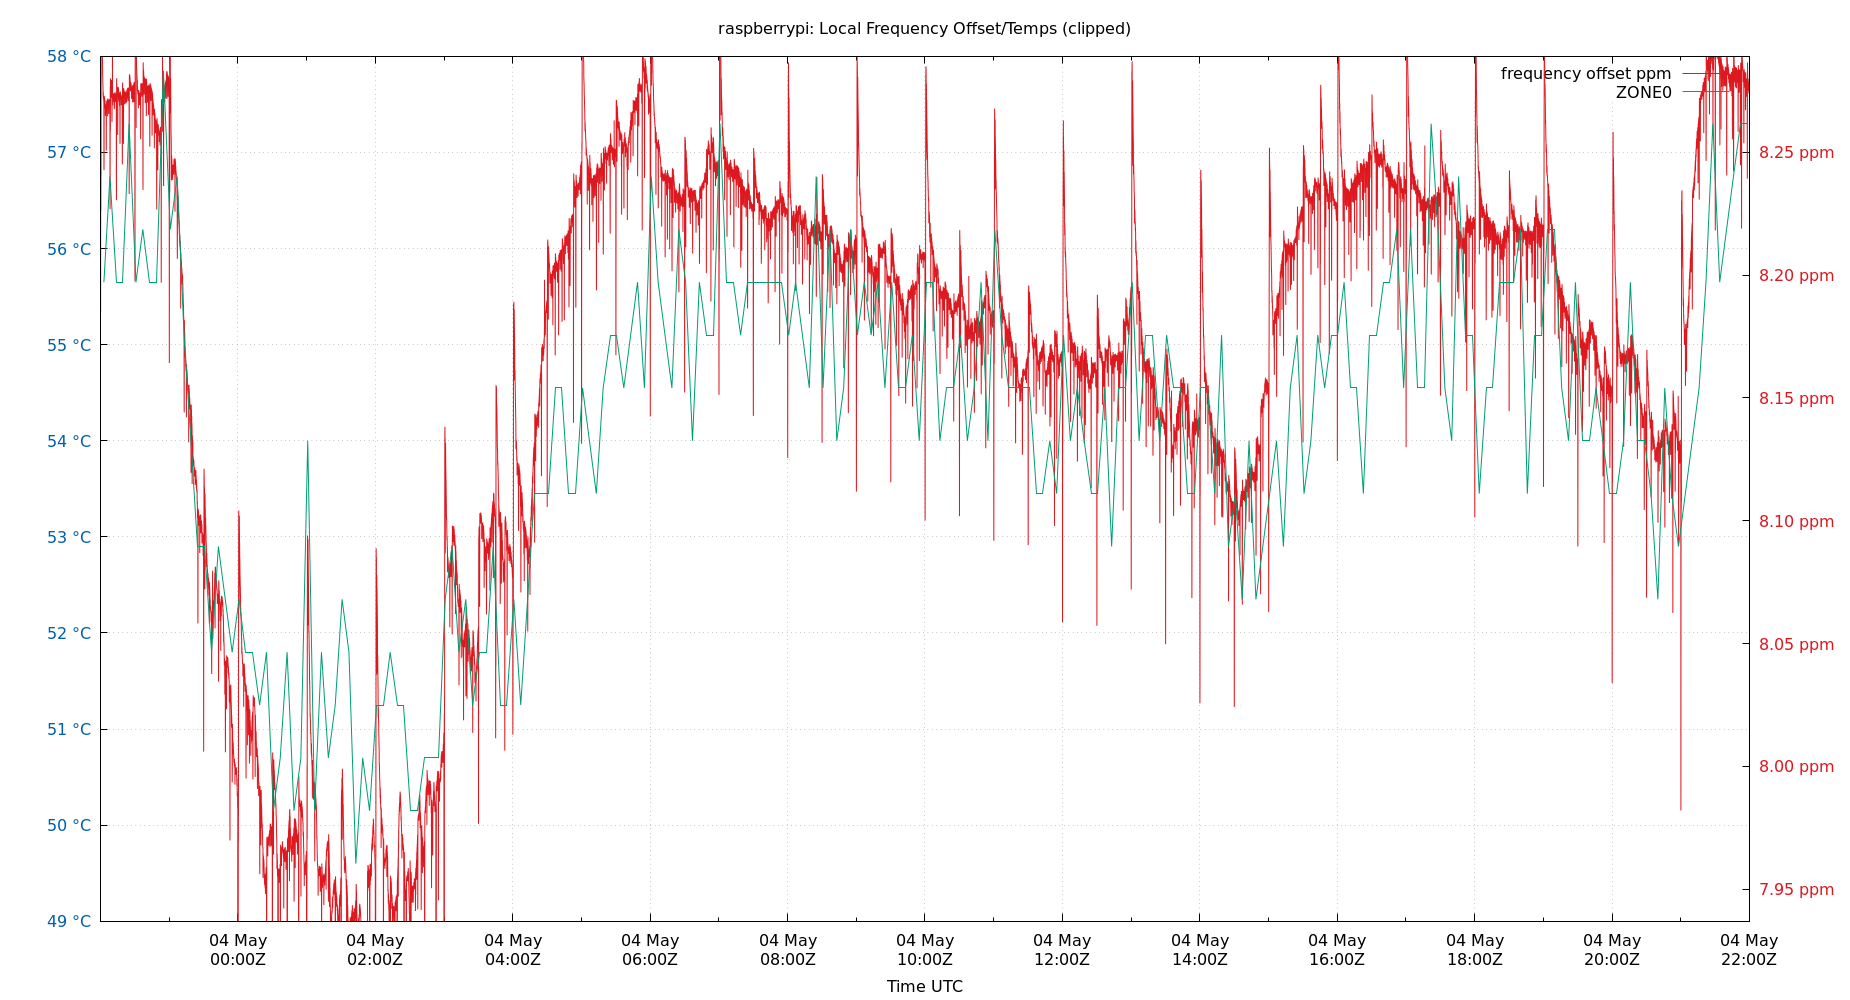 raspberrypi: Local Frequency Offset/Temps (clipped)
frequency offset ppm
ZONE0
58 °C
57 °C
56 °C
55 °C
54 °C
53 °C
52 °C
51 °C
50 °C
49 °C
8.25 ppm
8.20 ppm
8.15 ppm
8.10 ppm
8.05 ppm
8.00 ppm
7.95 ppm
04 May 04 May 04 May 04 May 04 May 04 May 04 May 04 May 04 May 04 May 04 May 04 May
00:00Z 02:00Z 04:00Z 06:00Z 08:00Z 10:00Z 12:00Z 14:00Z 16:00Z 18:00Z 20:00Z 22:00Z
Time UTC